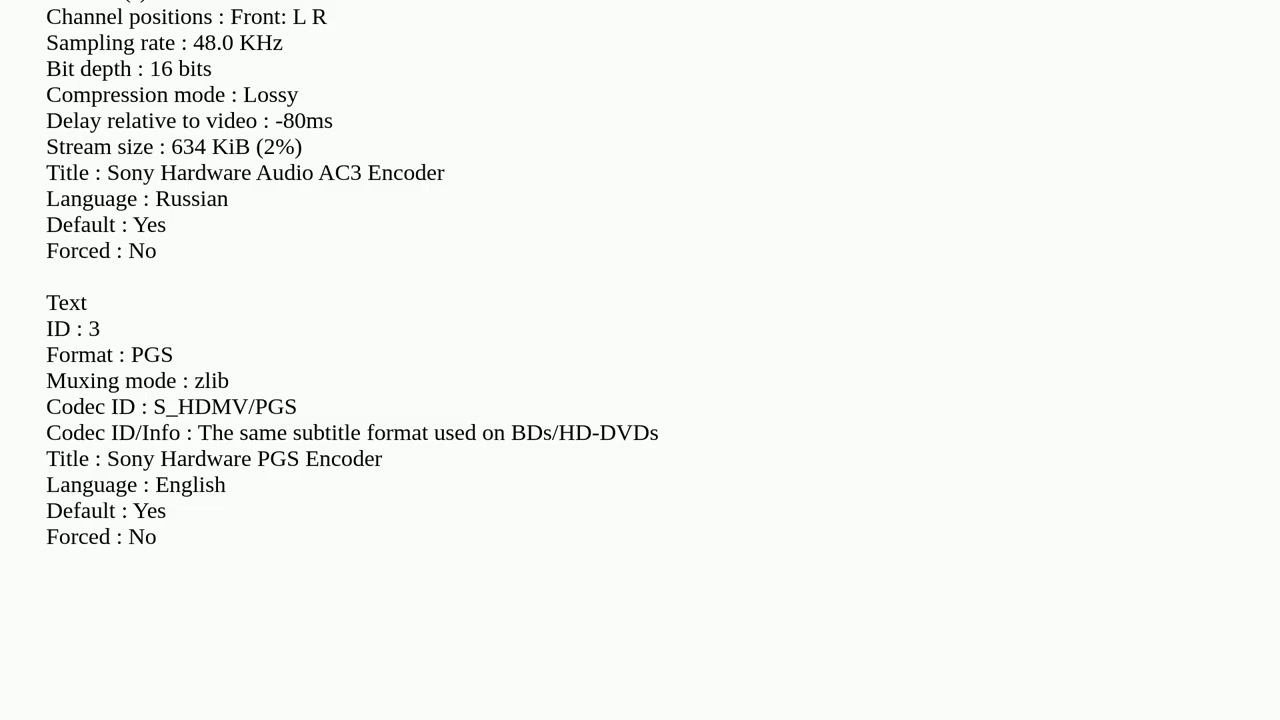 Channel positions : Front: L R
Sampling rate : 48.0 KHz
Bit depth : 16 bits
Compression mode : Lossy
Delay relative to video : -80ms
Stream size : 634 KiB (2%)
Title : Sony Hardware Audio AC3 Encoder
Language : Russian
Default : Yes
Forced : No

Text
ID : 3
Format : PGS
Muxing mode : zlib
Codec ID : S_HDMV/PGS
Codec ID/Info : The same subtitle format used on BDs/HD-DVDs
Title : Sony Hardware PGS Encoder
Language : English
Default : Yes
Forced : No